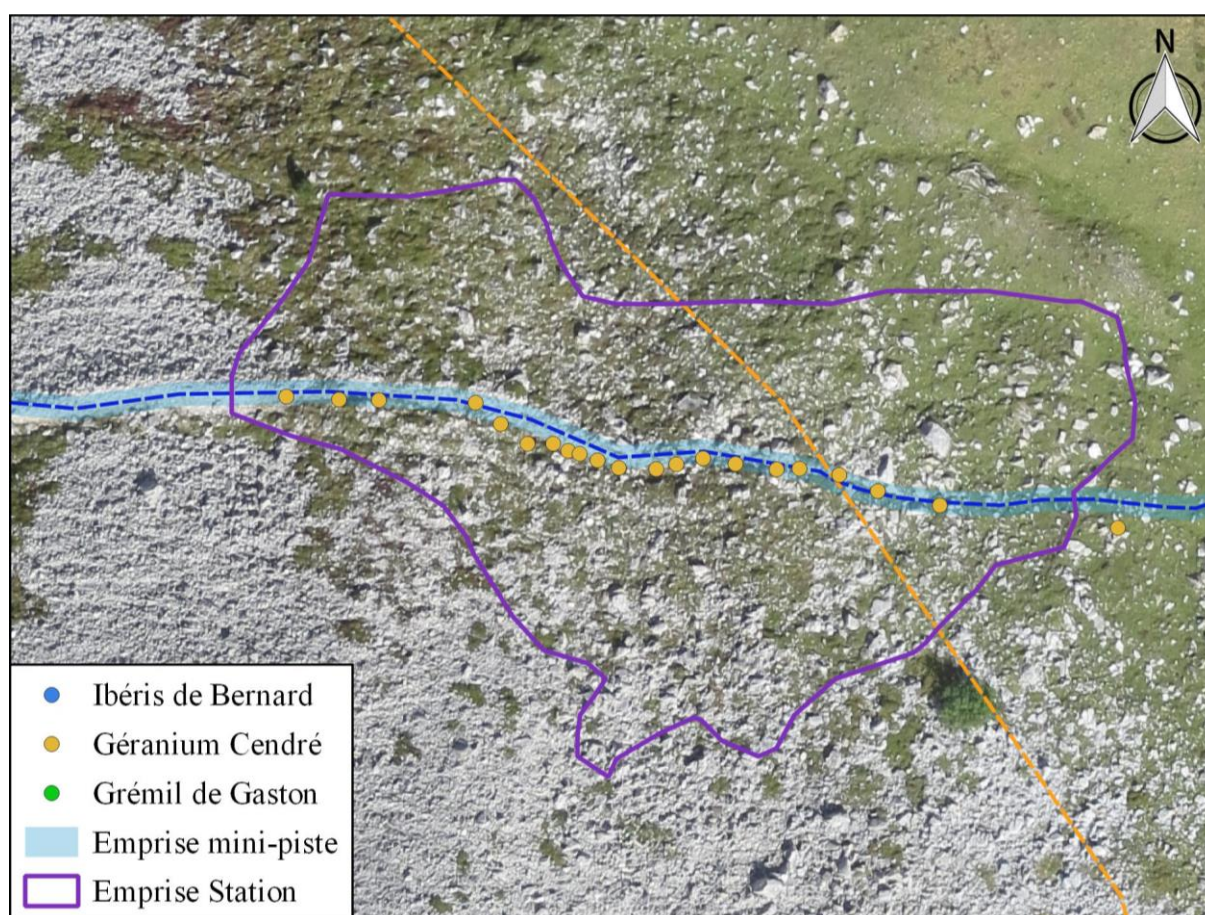 N
Ibéris de Bernard
Géranium Cendré
Grémil de Gaston
Emprise mini-piste
Emprise Station